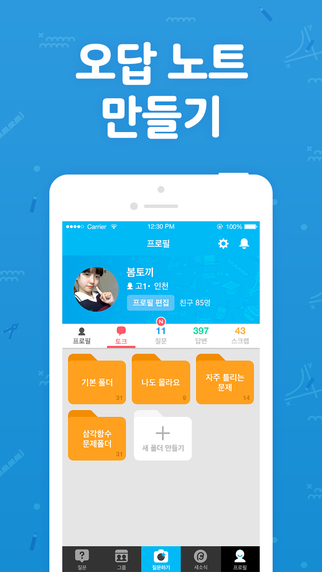 오답 노트
만들기
Carrier 12:30 PM 100%
프로필
봄토끼
고1 · 인천
프로필 편집 친구 85명
N
11 397 43
프로필 토크 질문 답변 스크랩
기본 폴더
31
나도 몰라요
9
자주 틀리는
문제
14
삼각함수
문제폴더
31
새 폴더 만들기
질문 그룹 질문하기 새소식 프로필